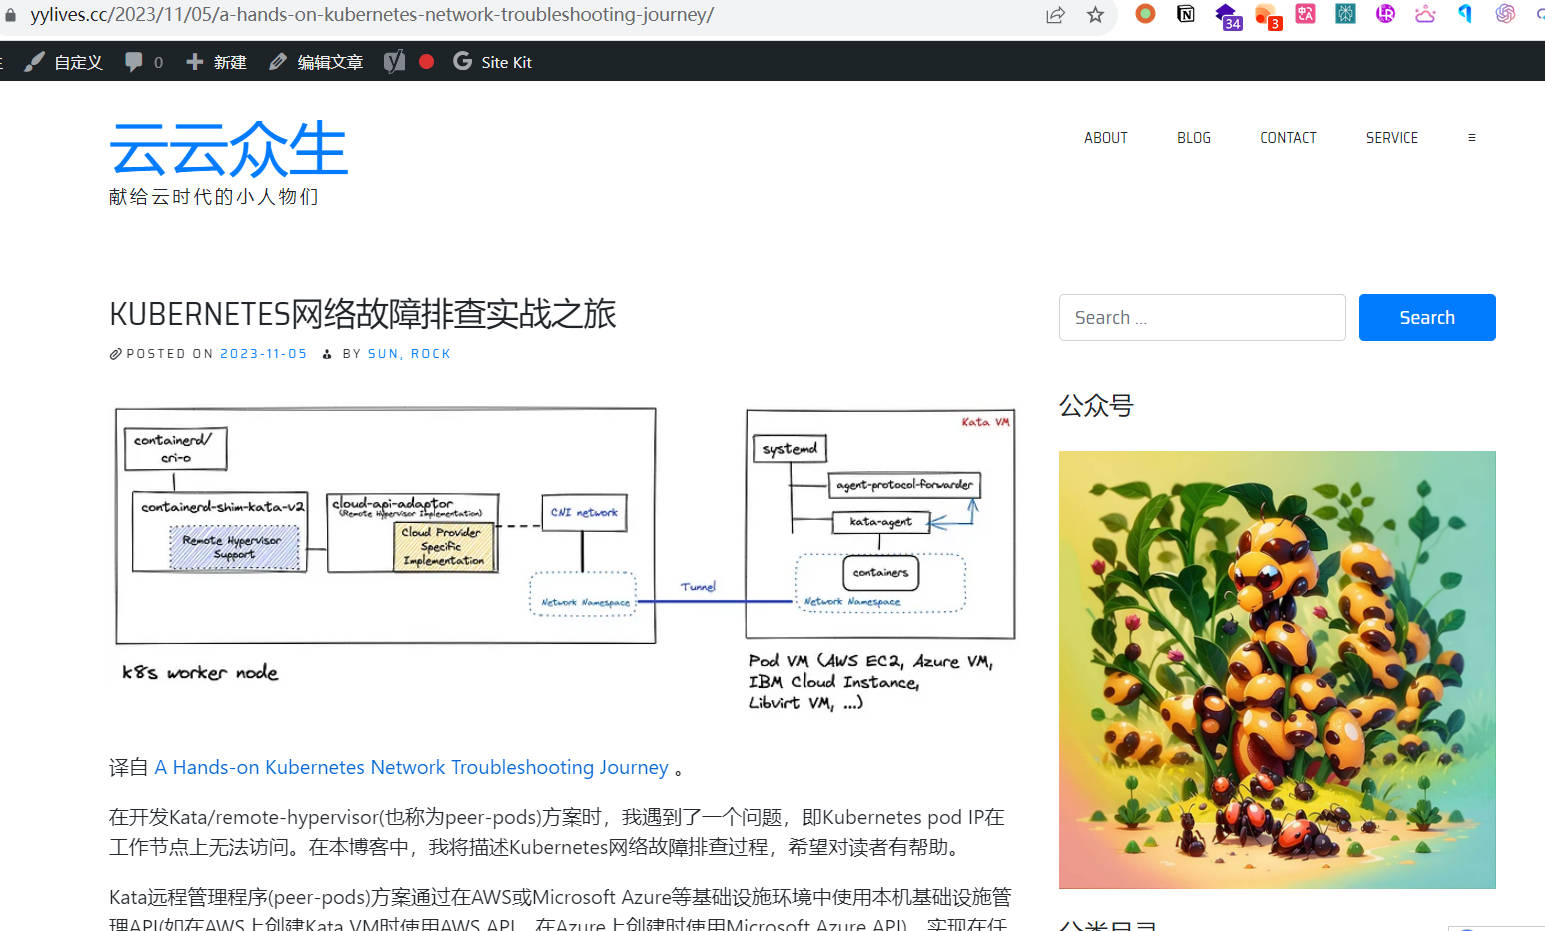 yylives.cc/2023/11/05/a-hands-on-kubernetes-network-troubleshooting-journey/
34
3
自定义
0
新建
编辑文章
Site Kit
云云众生
献给云时代的小人物们
ABOUT
BLOG
CONTACT
SERVICE
KUBERNETES网络故障排查实战之旅
POSTED ON 2023-11-05 BY SUN, ROCK
Search ...
Search
公众号
containerd/
cri-o
containerd-shim-kata-v2
Remote Hypervisor
Support
cloud-api-adaptor
(Remote Hypervisor Implementation)
Cloud Provider
Specific
Implementation
CNI network
Network Namespace
k8s worker node
Tunnel
Kata VM
systemd
agent-protocol-forwarder
kata-agent
containers
Network Namespace
Pod VM (AWS EC2, Azure VM,
IBM Cloud Instance,
Libvirt VM, ...)
译自 A Hands-on Kubernetes Network Troubleshooting Journey 。
在开发Kata/remote-hypervisor(也称为peer-pods)方案时，我遇到了一个问题，即Kubernetes pod IP在
工作节点上无法访问。在本博客中，我将描述Kubernetes网络故障排查过程，希望对读者有帮助。
Kata远程管理程序(peer-pods)方案通过在AWS或Microsoft Azure等基础设施环境中使用本机基础设施管
理API(如在AWS上创建Kata VM时使用AWS API，在Azure上创建时使用Microsoft Azure API)，实现在任
分类目录